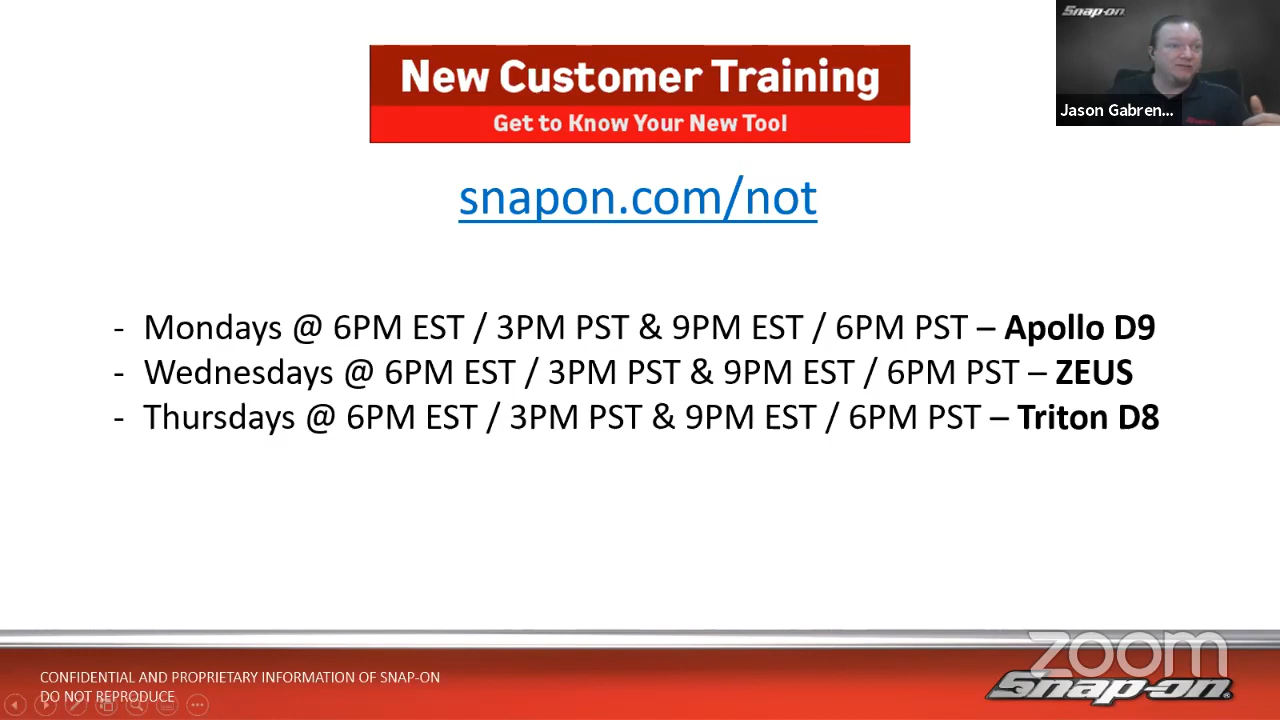 Snap-on
New Customer Training
Jason Gabren...
Get to Know Your New Tool
snapon.com/not
- Mondays @ 6PM EST / 3PM PST & 9PM EST / 6PM PST – Apollo D9
- Wednesdays @ 6PM EST / 3PM PST & 9PM EST / 6PM PST – ZEUS
- Thursdays @ 6PM EST / 3PM PST & 9PM EST / 6PM PST – Triton D8
zoom
CONFIDENTIAL AND PROPRIETARY INFORMATION OF SNAP-ON
DO NOT REPRODUCE
Snap-on